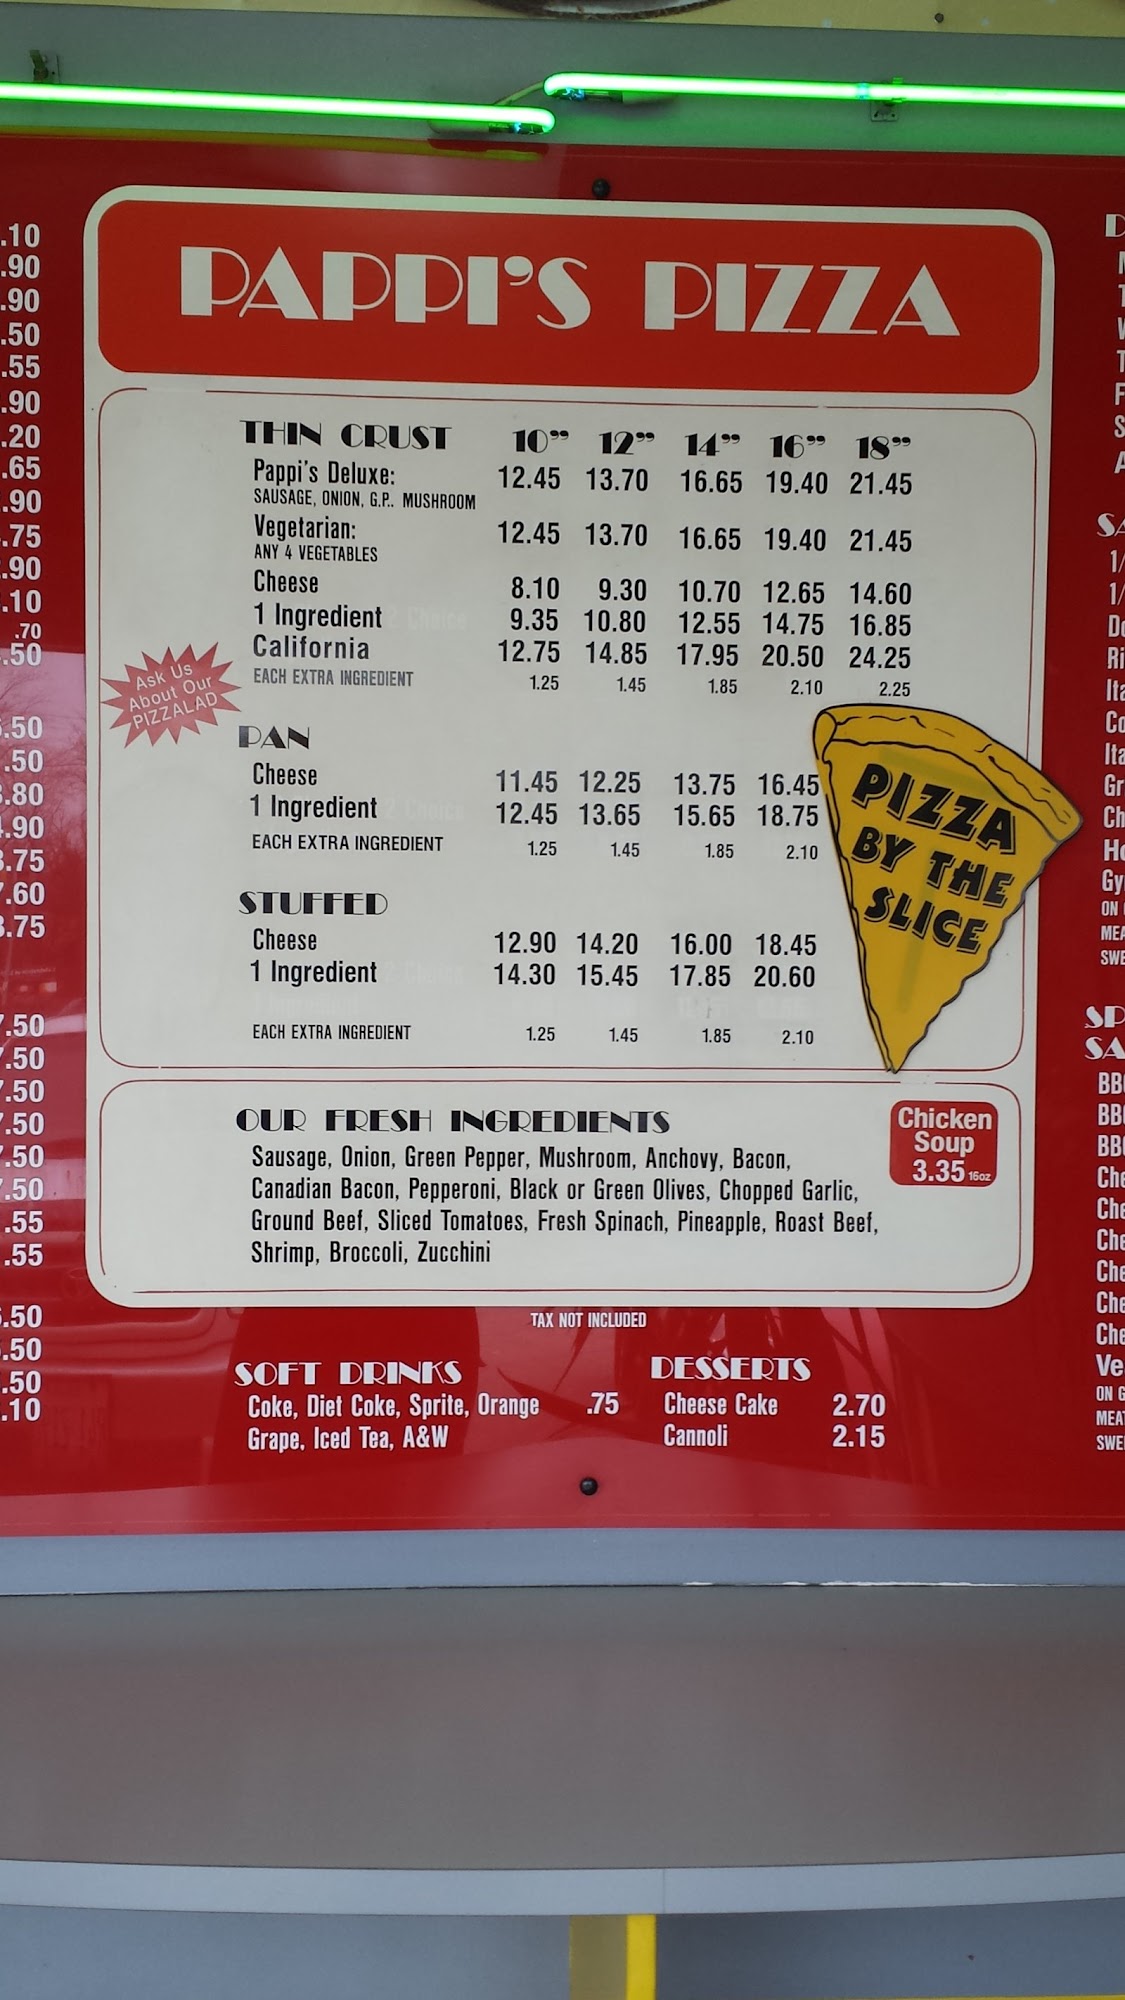 PAPPI'S PIZZA
THIN CRUST 10" 12" 14" 16" 18"
Pappi's Deluxe: 12.45 13.70 16.65 19.40 21.45
SAUSAGE, ONION, G.P.. MUSHROOM
Vegetarian: 12.45 13.70 16.65 19.40 21.45
ANY 4 VEGETABLES
Cheese 8.10 9.30 10.70 12.65 14.60
1 Ingredient 9.35 10.80 12.55 14.75 16.85
California 12.75 14.85 17.95 20.50 24.25
EACH EXTRA INGREDIENT 1.25 1.45 1.85 2.10 2.25
Ask Us
About Our
PIZZALAD
PAN
Cheese 11.45 12.25 13.75 16.45
1 Ingredient 12.45 13.65 15.65 18.75
EACH EXTRA INGREDIENT 1.25 1.45 1.85 2.10
PIZZA
BY THE
SLICE
STUFFED
Cheese 12.90 14.20 16.00 18.45
1 Ingredient 14.30 15.45 17.85 20.60
EACH EXTRA INGREDIENT 1.25 1.45 1.85 2.10
OUR FRESH INGREDIENTS
Sausage, Onion, Green Pepper, Mushroom, Anchovy, Bacon,
Canadian Bacon, Pepperoni, Black or Green Olives, Chopped Garlic,
Ground Beef, Sliced Tomatoes, Fresh Spinach, Pineapple, Roast Beef,
Shrimp, Broccoli, Zucchini
Chicken
Soup
3.35 16oz
TAX NOT INCLUDED
SOFT DRINKS
Coke, Diet Coke, Sprite, Orange .75
Grape, Iced Tea, A&W
DESSERTS
Cheese Cake 2.70
Cannoli 2.15